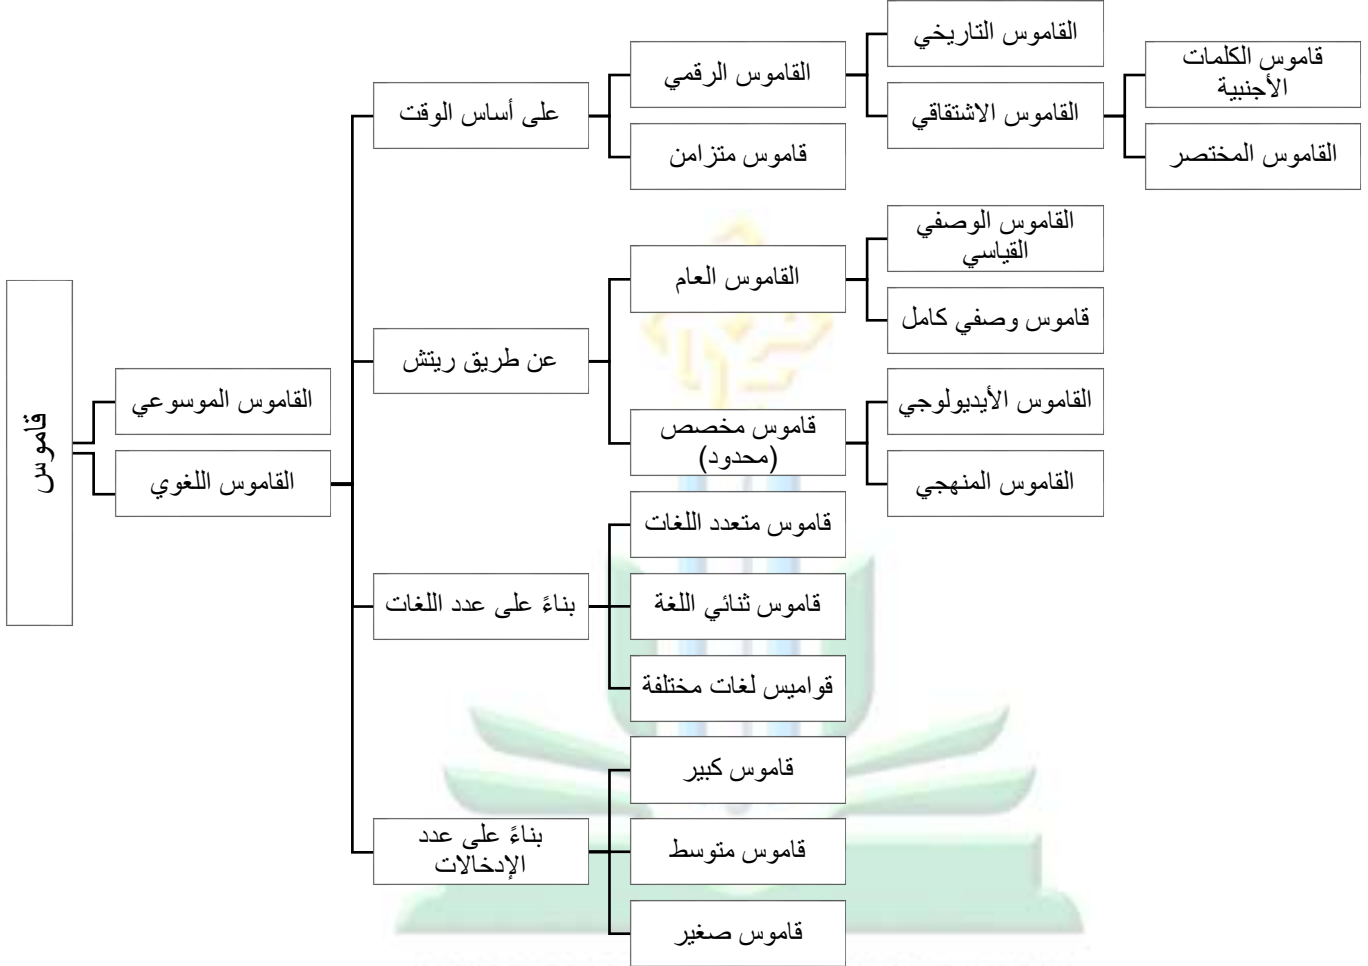 قاموس
القاموس الموسوعي
القاموس اللغوي
على أساس الوقت
القاموس الرقمي
القاموس التاريخي
القاموس الاشتقاقي
قاموس الكلمات
الأجنبية
القاموس المختصر
قاموس متزامن
عن طريق ريتش
القاموس العام
القاموس الوصفي
القياسي
قاموس وصفي كامل
قاموس مخصص
(محدود)
القاموس الأيديولوجي
القاموس المنهجي
بناءً على عدد اللغات
قاموس متعدد اللغات
قاموس ثنائي اللغة
قواميس لغات مختلفة
بناءً على عدد
الإدخالات
قاموس كبير
قاموس متوسط
قاموس صغير